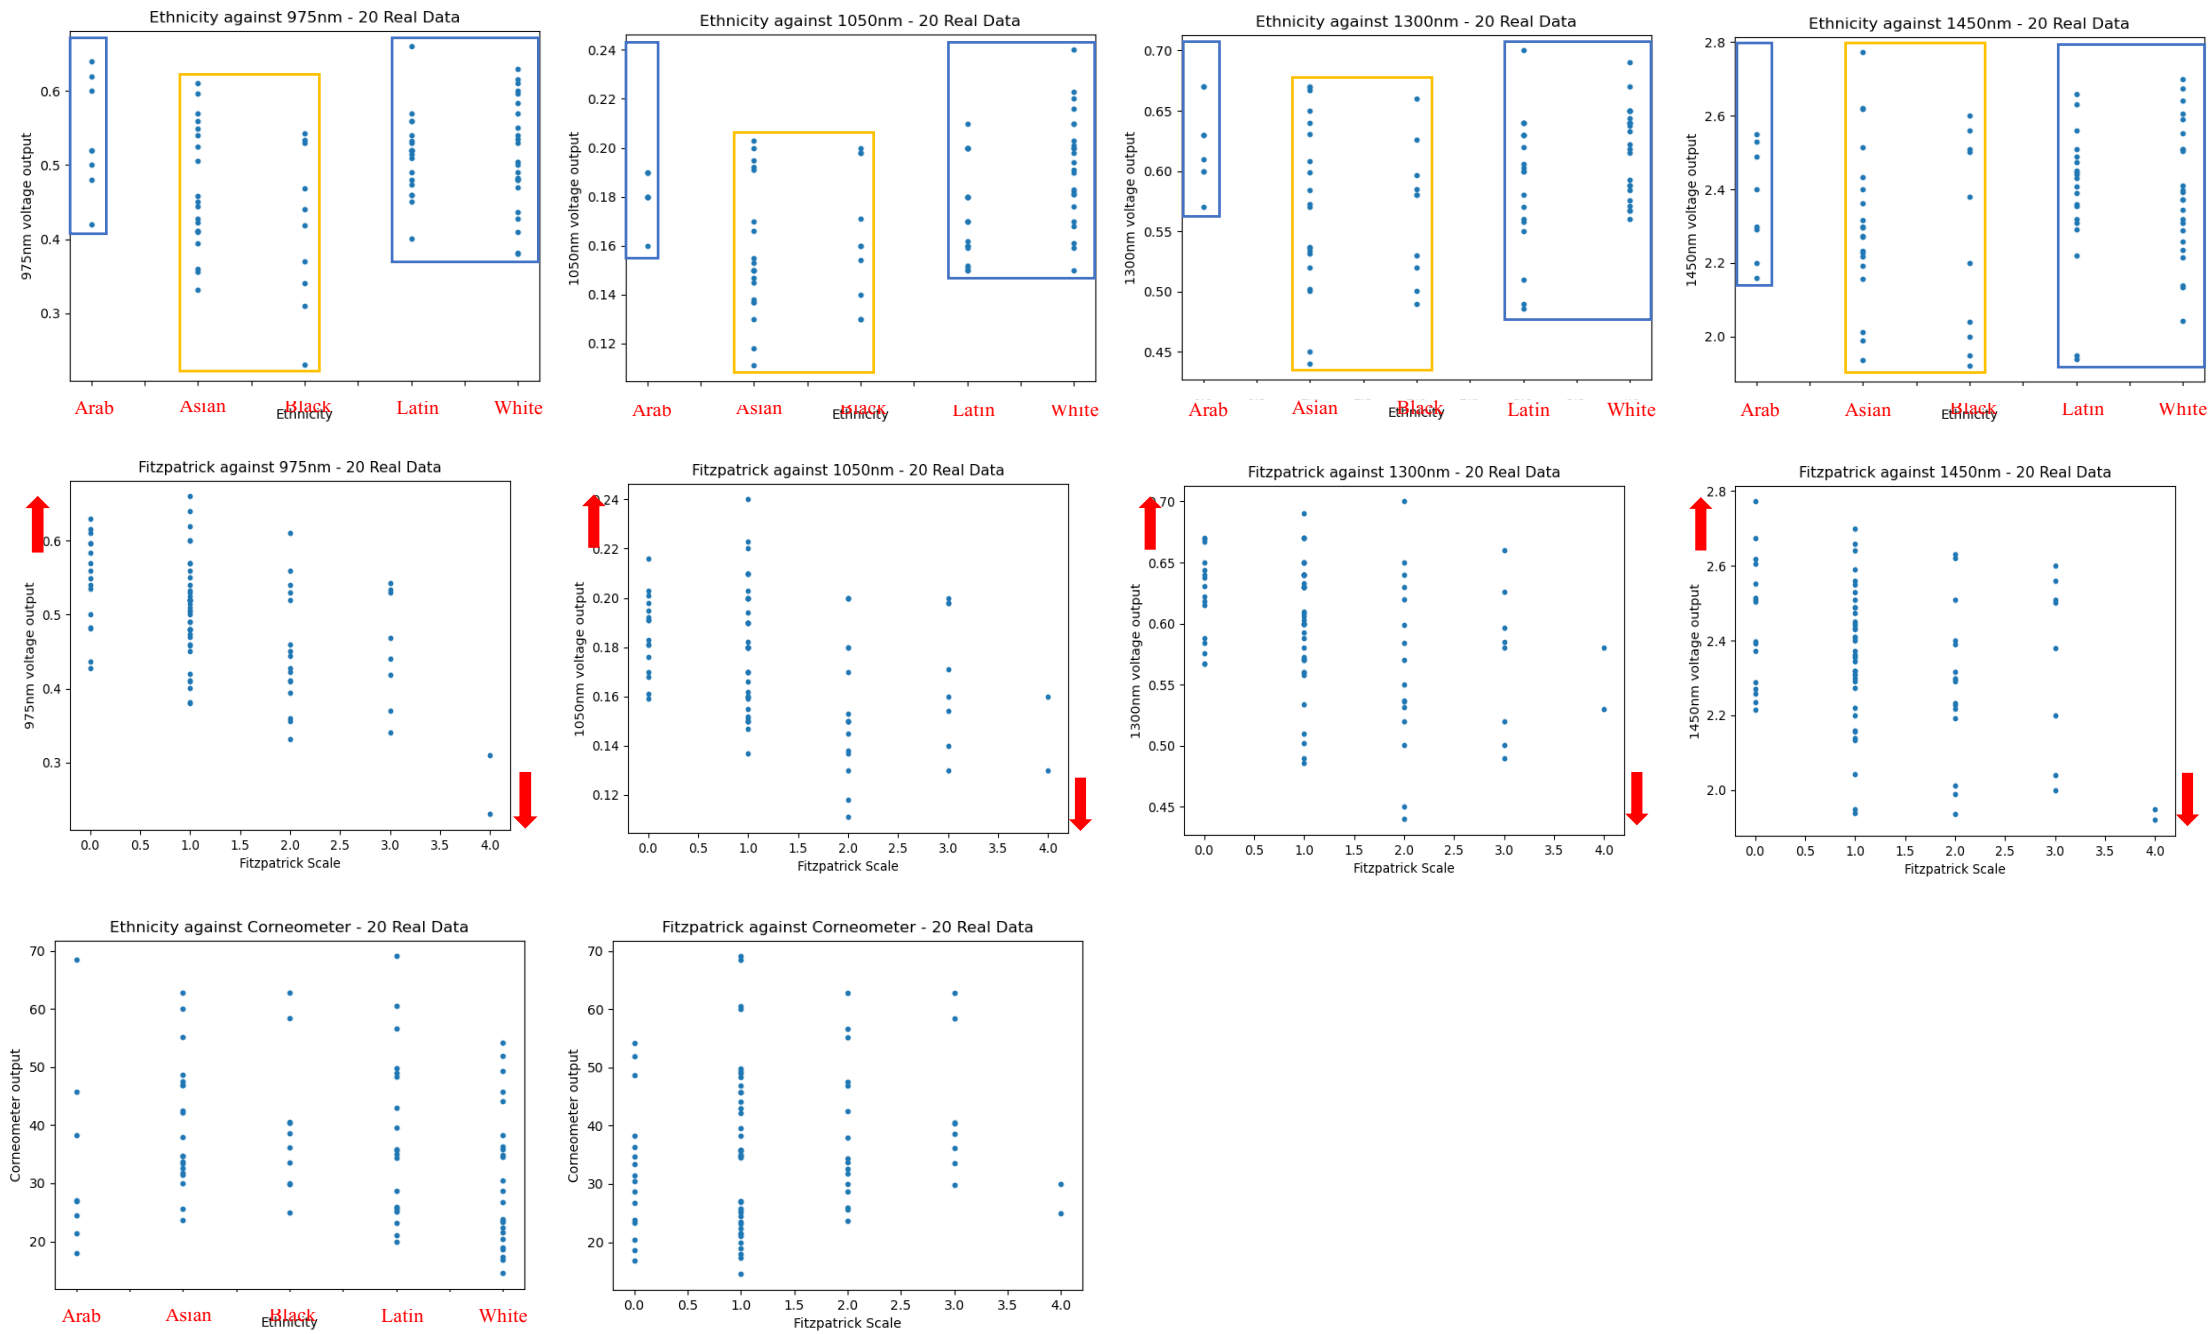 Ethnicity against 975nm - 20 Real Data
975nm voltage output
0.6
0.5
0.4
0.3
Arab Asian Black Latin White
Ethnicity
Ethnicity against 1050nm - 20 Real Data
1050nm voltage output
0.24
0.22
0.20
0.18
0.16
0.14
0.12
Arab Asian Black Latin White
Ethnicity
Ethnicity against 1300nm - 20 Real Data
1300nm voltage output
0.70
0.65
0.60
0.55
0.50
0.45
Arab Asian Black Latin White
Ethnicity
Ethnicity against 1450nm - 20 Real Data
1450nm voltage output
2.8
2.6
2.4
2.2
2.0
Arab Asian Black Latin White
Ethnicity
Fitzpatrick against 975nm - 20 Real Data
975nm voltage output
0.6
0.5
0.4
0.3
0.0 0.5 1.0 1.5 2.0 2.5 3.0 3.5 4.0
Fitzpatrick Scale
Fitzpatrick against 1050nm - 20 Real Data
1050nm voltage output
0.24
0.22
0.20
0.18
0.16
0.14
0.12
0.0 0.5 1.0 1.5 2.0 2.5 3.0 3.5 4.0
Fitzpatrick Scale
Fitzpatrick against 1300nm - 20 Real Data
1300nm voltage output
0.70
0.65
0.60
0.55
0.50
0.45
0.0 0.5 1.0 1.5 2.0 2.5 3.0 3.5 4.0
Fitzpatrick Scale
Fitzpatrick against 1450nm - 20 Real Data
1450nm voltage output
2.8
2.6
2.4
2.2
2.0
0.0 0.5 1.0 1.5 2.0 2.5 3.0 3.5 4.0
Fitzpatrick Scale
Ethnicity against Corneometer - 20 Real Data
Corneometer output
70
60
50
40
30
20
Arab Asian Black Latin White
Ethnicity
Fitzpatrick against Corneometer - 20 Real Data
Corneometer output
70
60
50
40
30
20
0.0 0.5 1.0 1.5 2.0 2.5 3.0 3.5 4.0
Fitzpatrick Scale